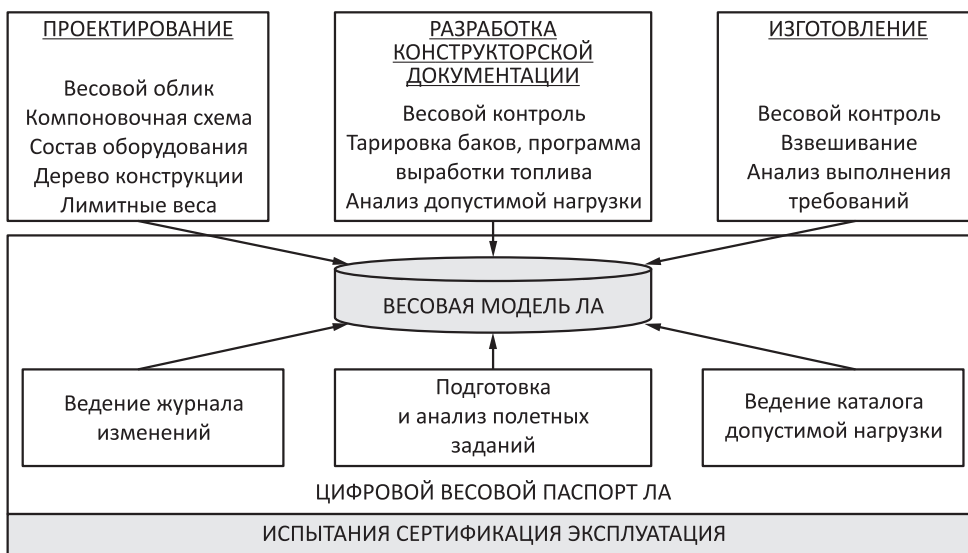 ПРОЕКТИРОВАНИЕ
Весовой облик
Компоновочная схема
Состав оборудования
Дерево конструкции
Лимитные веса
РАЗРАБОТКА
КОНСТРУКТОРСКОЙ
ДОКУМЕНТАЦИИ
Весовой контроль
Тарировка баков, программа
выработки топлива
Анализ допустимой нагрузки
ИЗГОТОВЛЕНИЕ
Весовой контроль
Взвешивание
Анализ выполнения
требований
ВЕСОВАЯ МОДЕЛЬ ЛА
Ведение журнала
изменений
Подготовка
и анализ полетных
заданий
Ведение каталога
допустимой нагрузки
ЦИФРОВОЙ ВЕСОВОЙ ПАСПОРТ ЛА
ИСПЫТАНИЯ СЕРТИФИКАЦИЯ ЭКСПЛУАТАЦИЯ